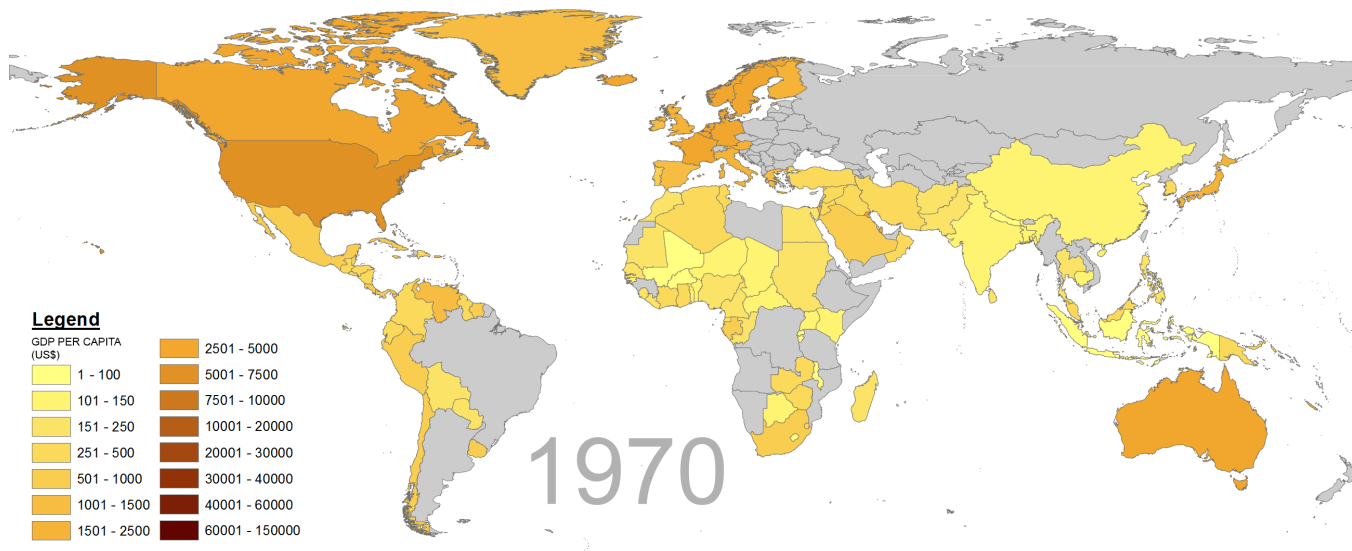 Legend
GDP PER CAPITA
(US$)
1 - 100
101 - 150
151 - 250
251 - 500
501 - 1000
1001 - 1500
1501 - 2500
2501 - 5000
5001 - 7500
7501 - 10000
10001 - 20000
20001 - 30000
30001 - 40000
40001 - 60000
60001 - 150000
1970